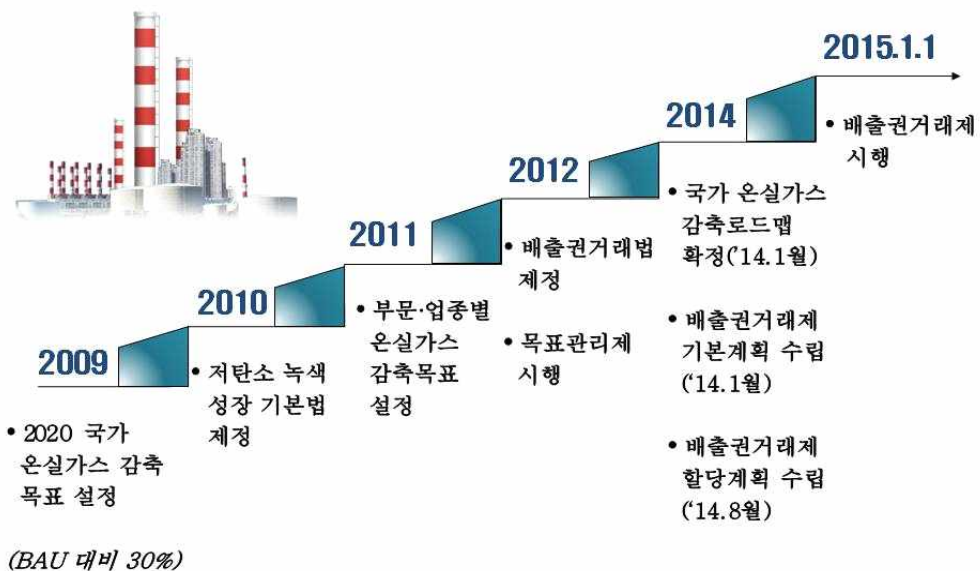 2009
• 2020 국가
온실가스 감축
목표 설정
(BAU 대비 30%)
2010
• 저탄소 녹색
성장 기본법
제정
2011
• 부문·업종별
온실가스
감축목표
설정
2012
• 배출권거래법
제정
• 목표관리제
시행
2014
• 국가 온실가스
감축로드맵
확정('14.1월)
• 배출권거래제
기본계획 수립
('14.1월)
• 배출권거래제
할당계획 수립
('14.8월)
2015.1.1
• 배출권거래제
시행